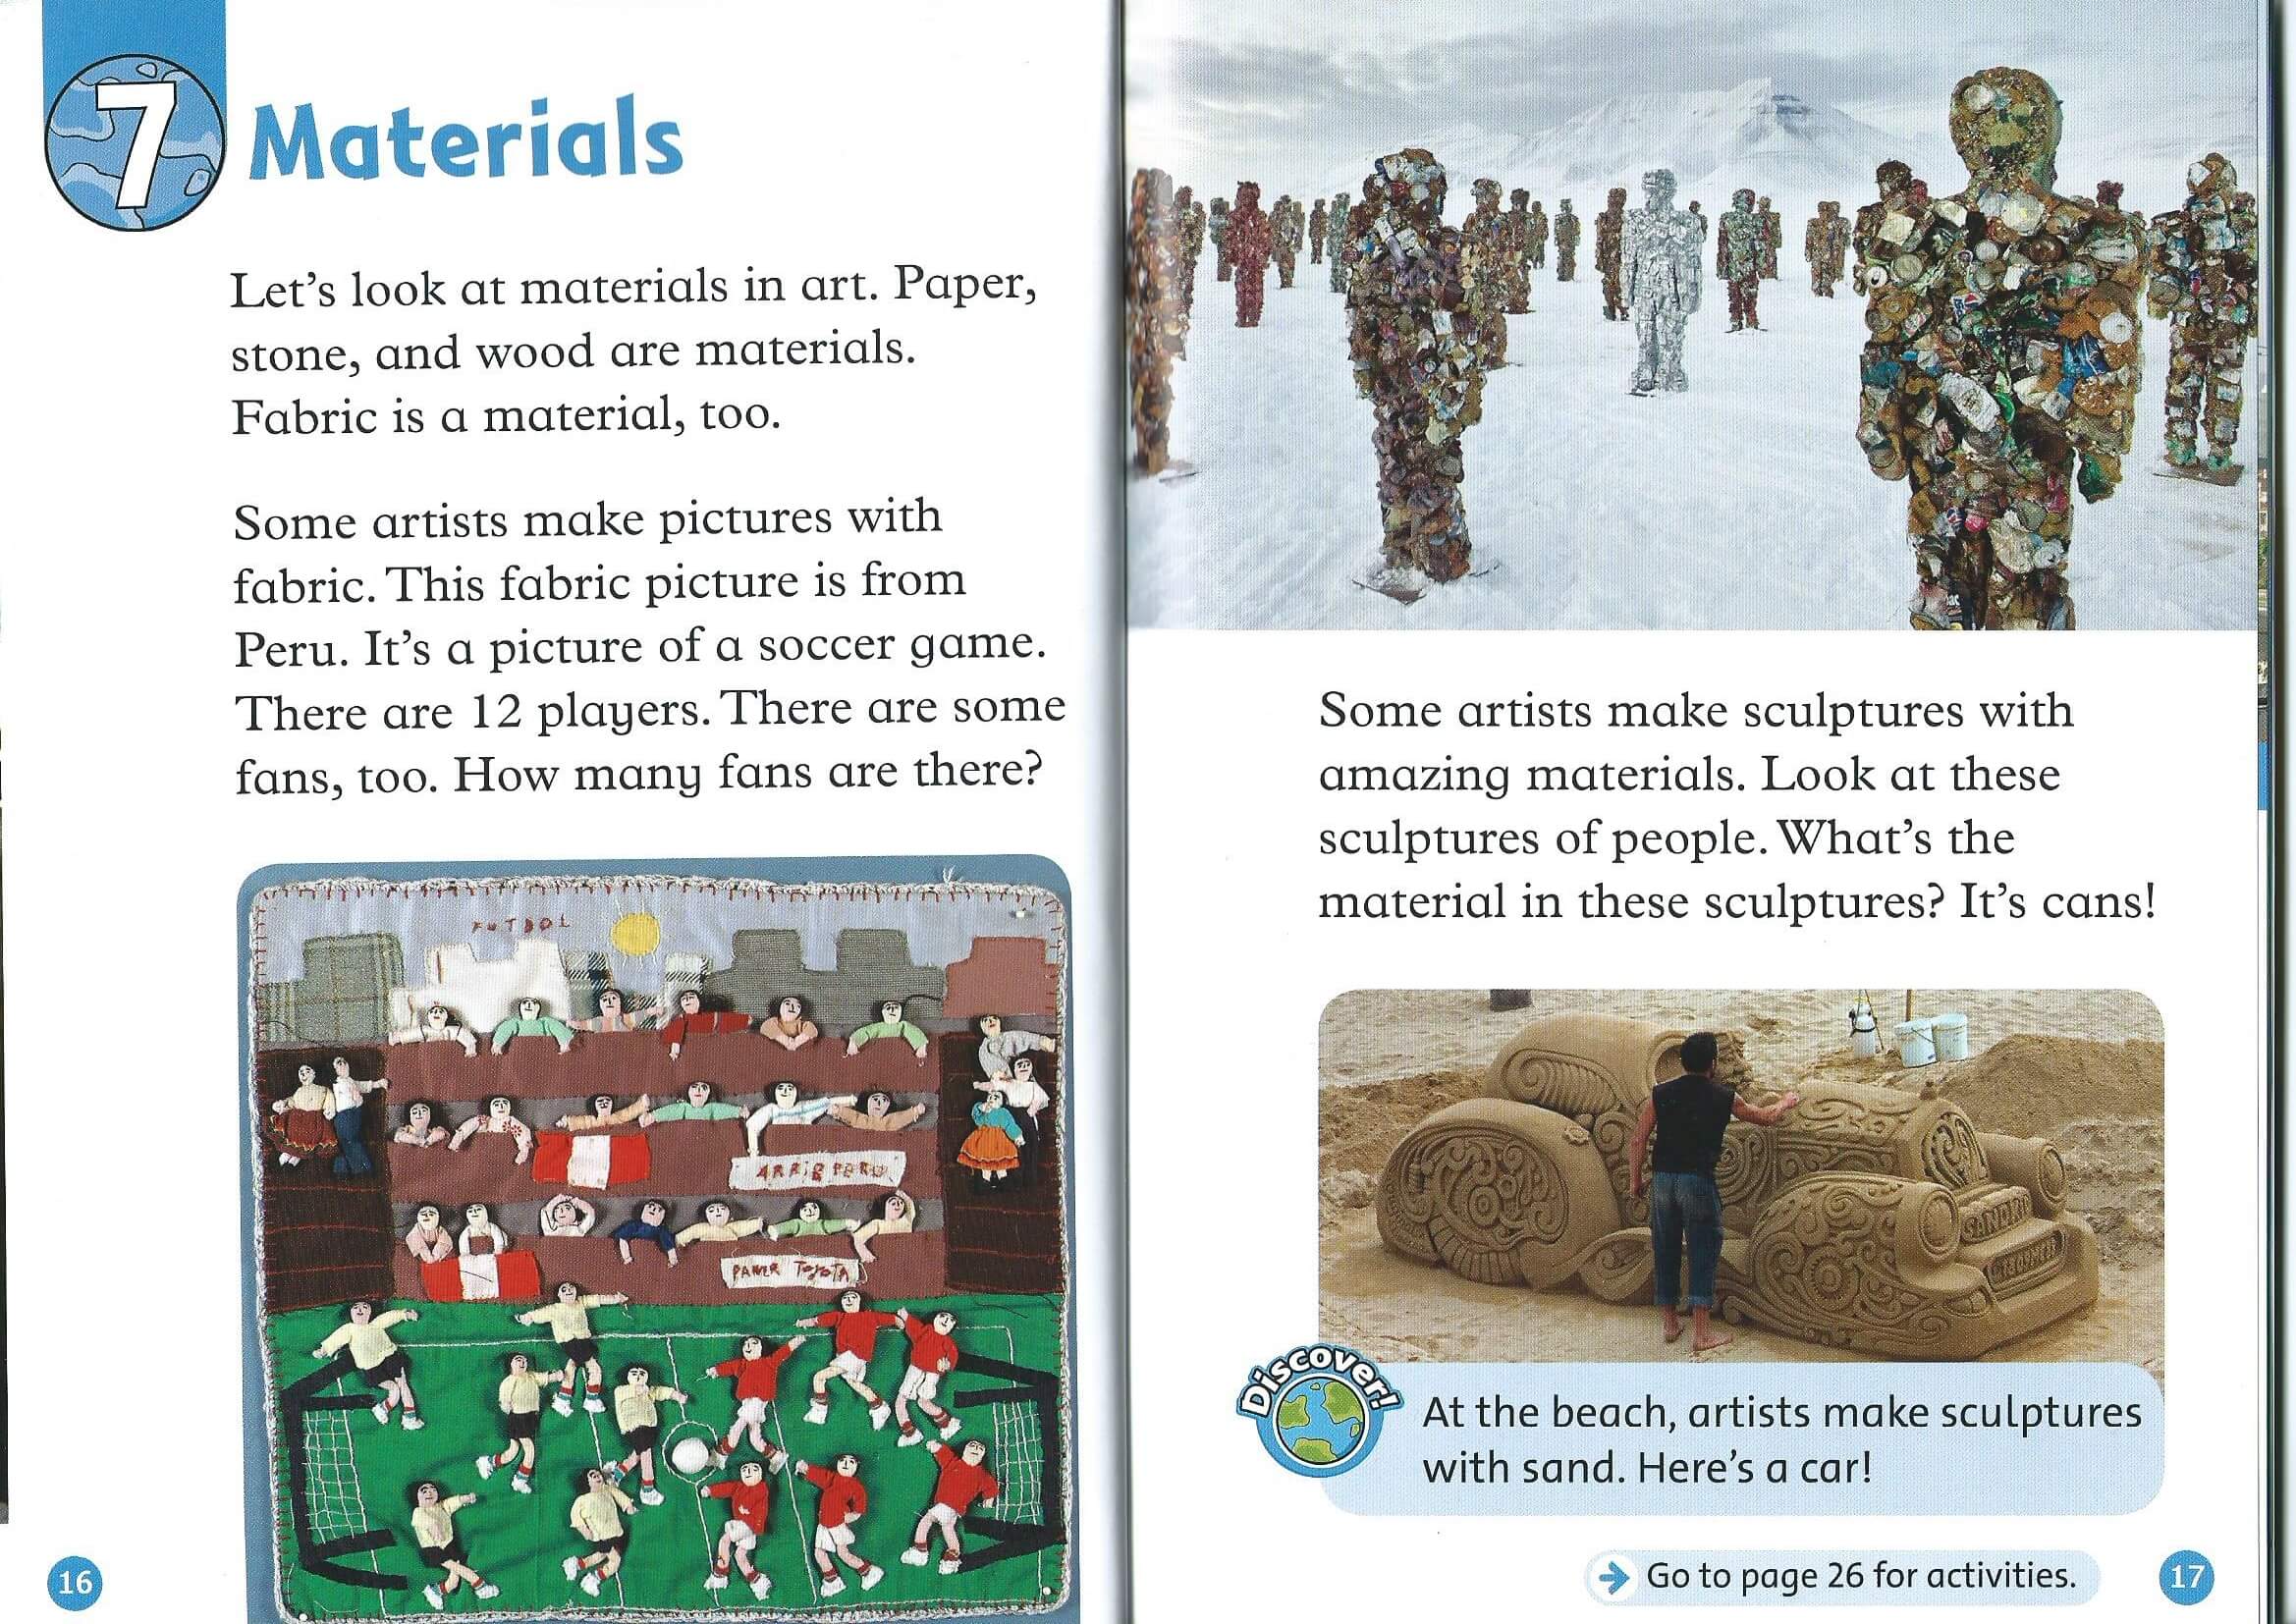 7
Materials
Let's look at materials in art. Paper,
stone, and wood are materials.
Fabric is a material, too.
Some artists make pictures with
fabric. This fabric picture is from
Peru. It's a picture of a soccer game.
There are 12 players. There are some
fans, too. How many fans are there?
FUTBOL
PERU
TOYOTA
16
Some artists make sculptures with
amazing materials. Look at these
sculptures of people. What's the
material in these sculptures? It's cans!
Discover!
At the beach, artists make sculptures
with sand. Here's a car!
Go to page 26 for activities.
17